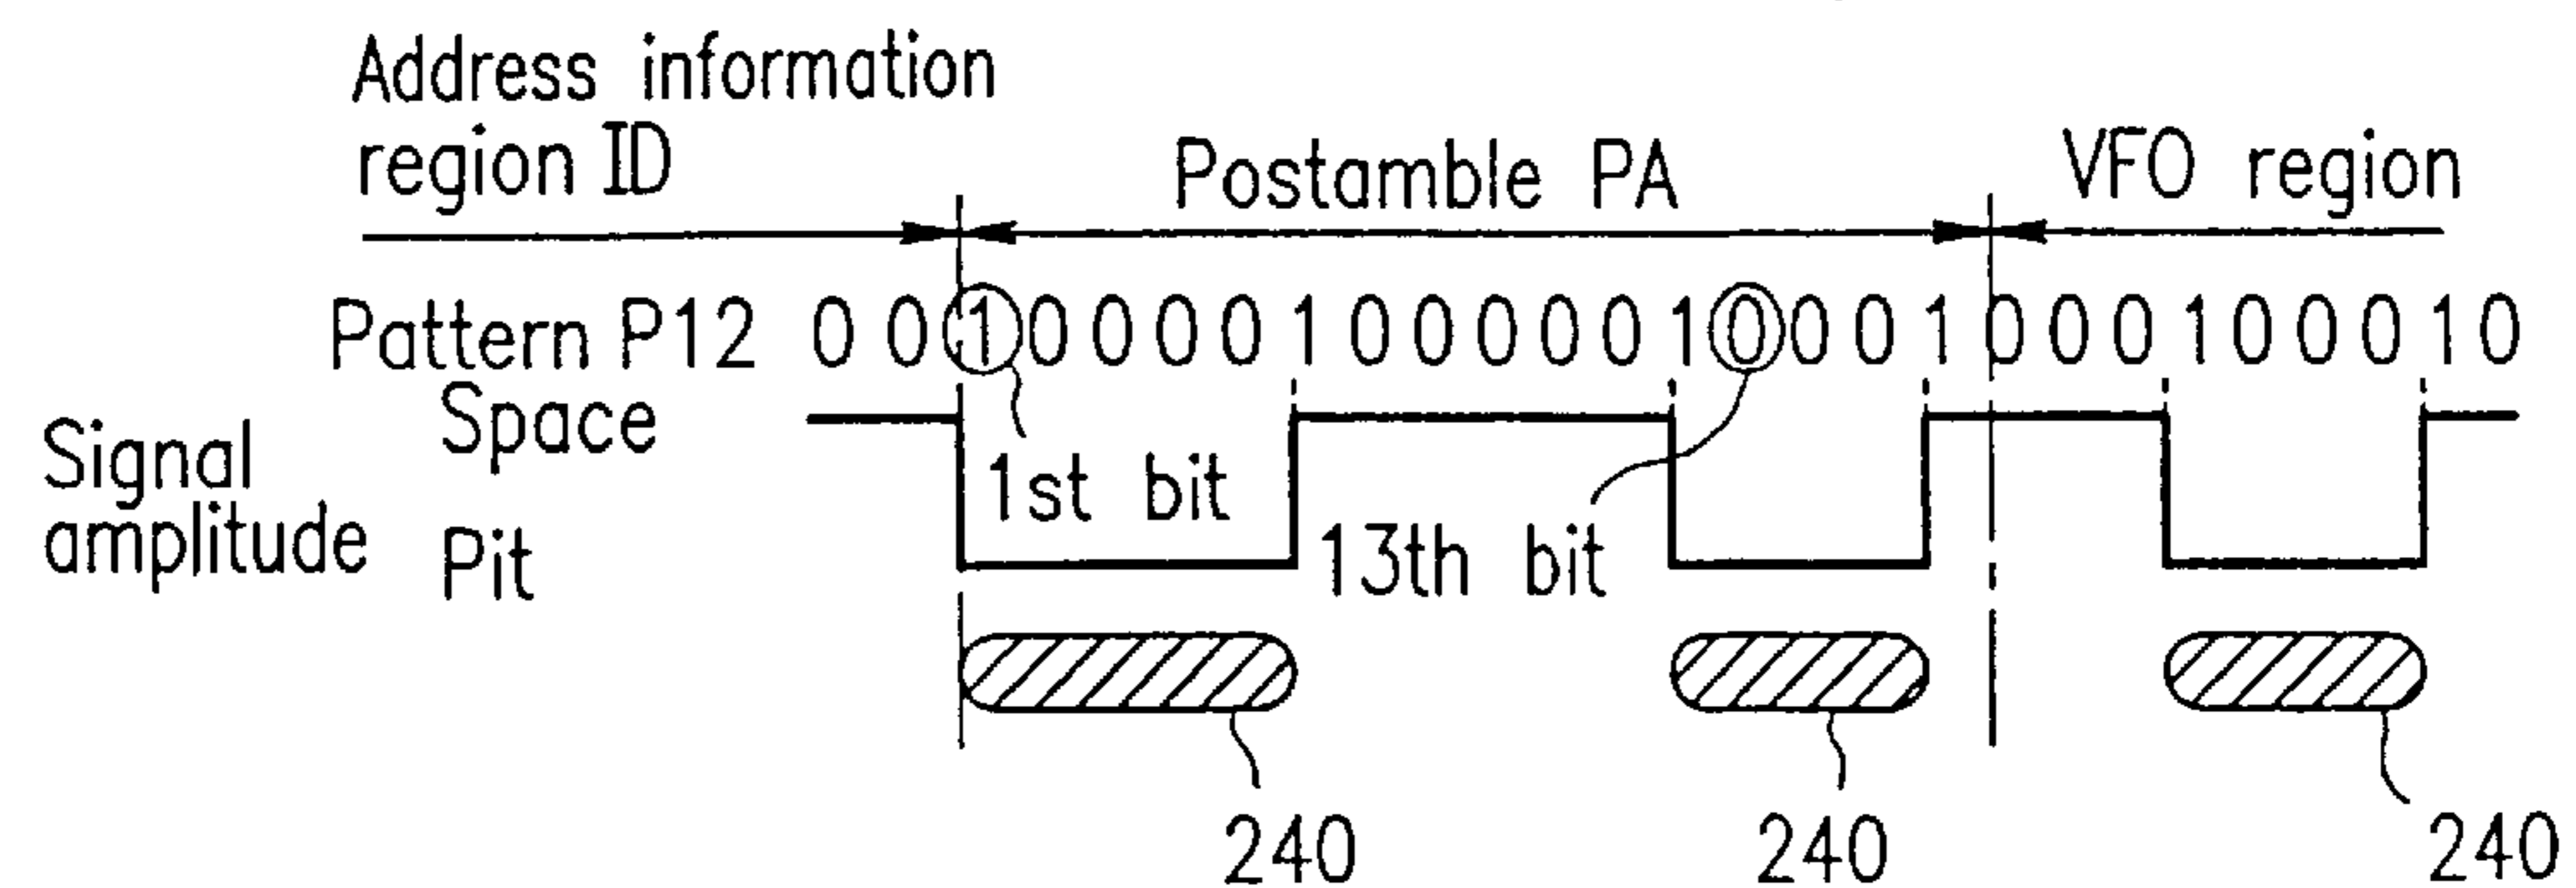 Address information
region ID
Postamble PA
VFO region
Pattern P12 0 0 1 0 0 0 0 1 0 0 0 0 0 1 0 0 0 1 0 0 0 1 0 0 0 1 0
Space
Signal
amplitude
Pit
1st bit
13th bit
240
240
240